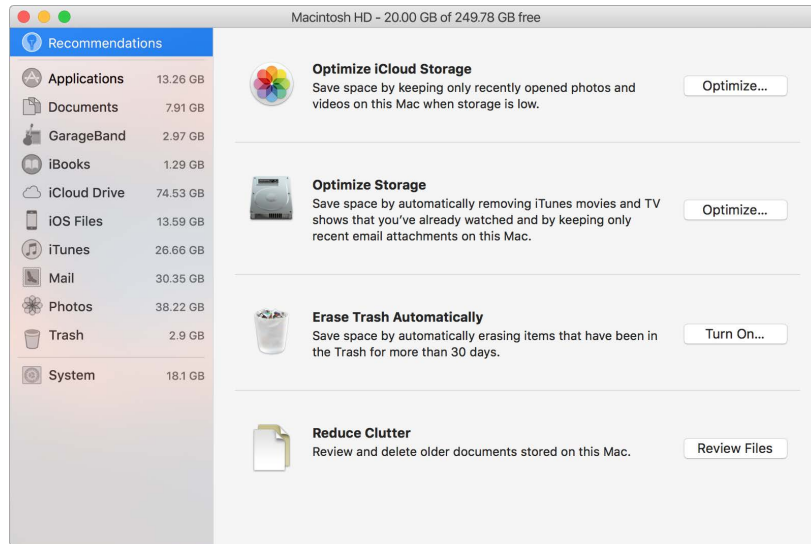 Macintosh HD - 20.00 GB of 249.78 GB free
Recommendations
Applications 13.26 GB
Documents 7.91 GB
GarageBand 2.97 GB
iBooks 1.29 GB
iCloud Drive 74.53 GB
iOS Files 13.59 GB
iTunes 26.66 GB
Mail 30.35 GB
Photos 38.22 GB
Trash 2.9 GB
System 18.1 GB
Optimize iCloud Storage
Save space by keeping only recently opened photos and
videos on this Mac when storage is low.
Optimize...
Optimize Storage
Save space by automatically removing iTunes movies and TV
shows that you've already watched and by keeping only
recent email attachments on this Mac.
Optimize...
Erase Trash Automatically
Save space by automatically erasing items that have been in
the Trash for more than 30 days.
Turn On...
Reduce Clutter
Review and delete older documents stored on this Mac.
Review Files